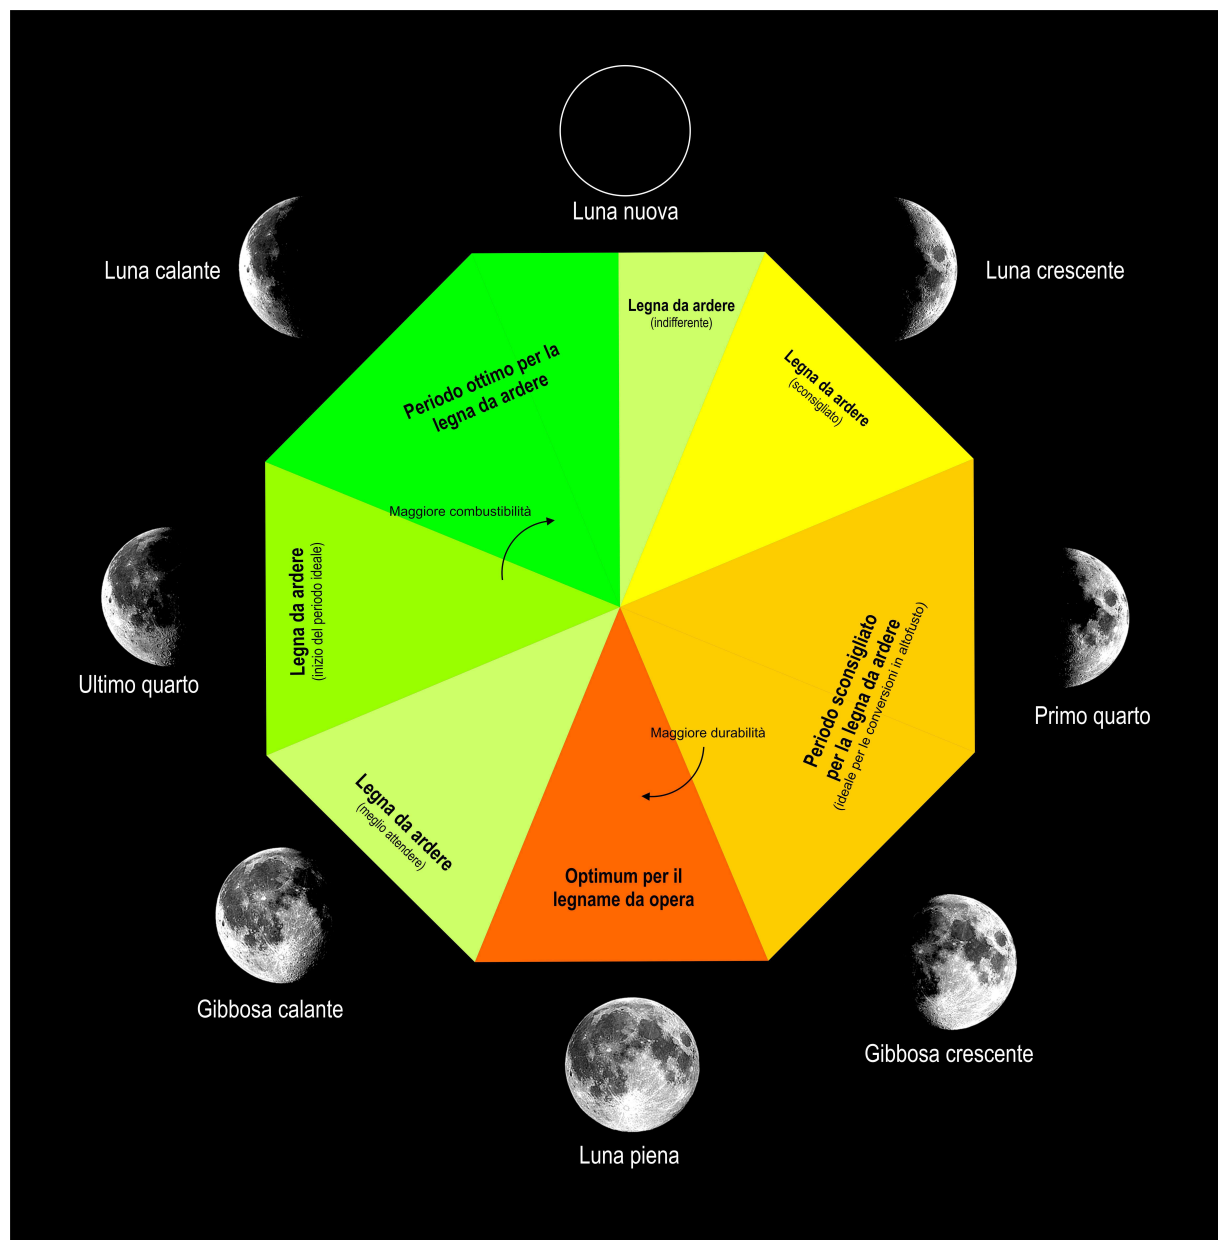 Luna nuova
Luna calante
Luna crescente
Legna da ardere
(indifferente)
Periodo ottimo per la
legna da ardere
Legna da ardere
(sconsigliato)
Maggiore combustibilità
Legna da ardere
(inizio del periodo ideale)
Ultimo quarto
Periodo sconsigliato
per la legna da ardere
(ideale per le conversioni in altofusto)
Primo quarto
Maggiore durabilità
Legna da ardere
(meglio attendere)
Optimum per il
legname da opera
Gibbosa calante
Gibbosa crescente
Luna piena